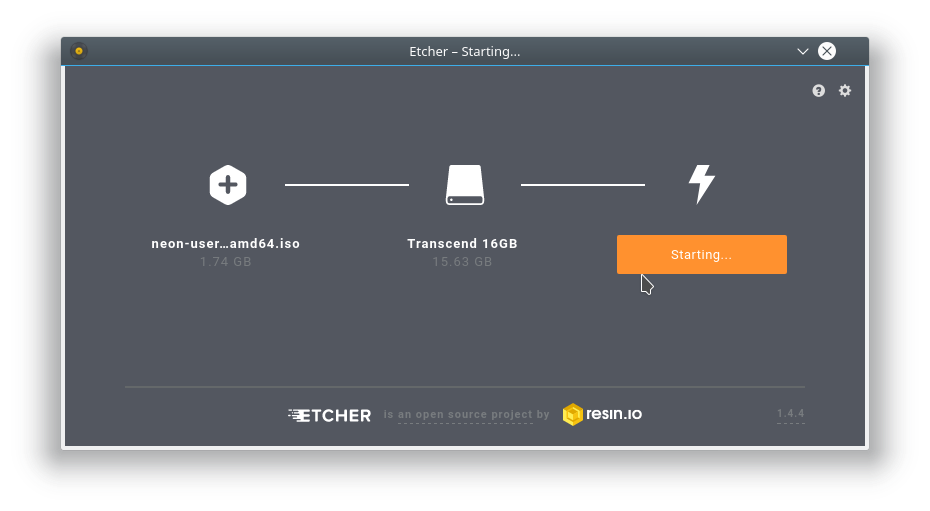 Etcher – Starting...
neon-user...amd64.iso
1.74 GB
Transcend 16GB
15.63 GB
Starting...
ETCHER is an open source project by resin.io 1.4.4